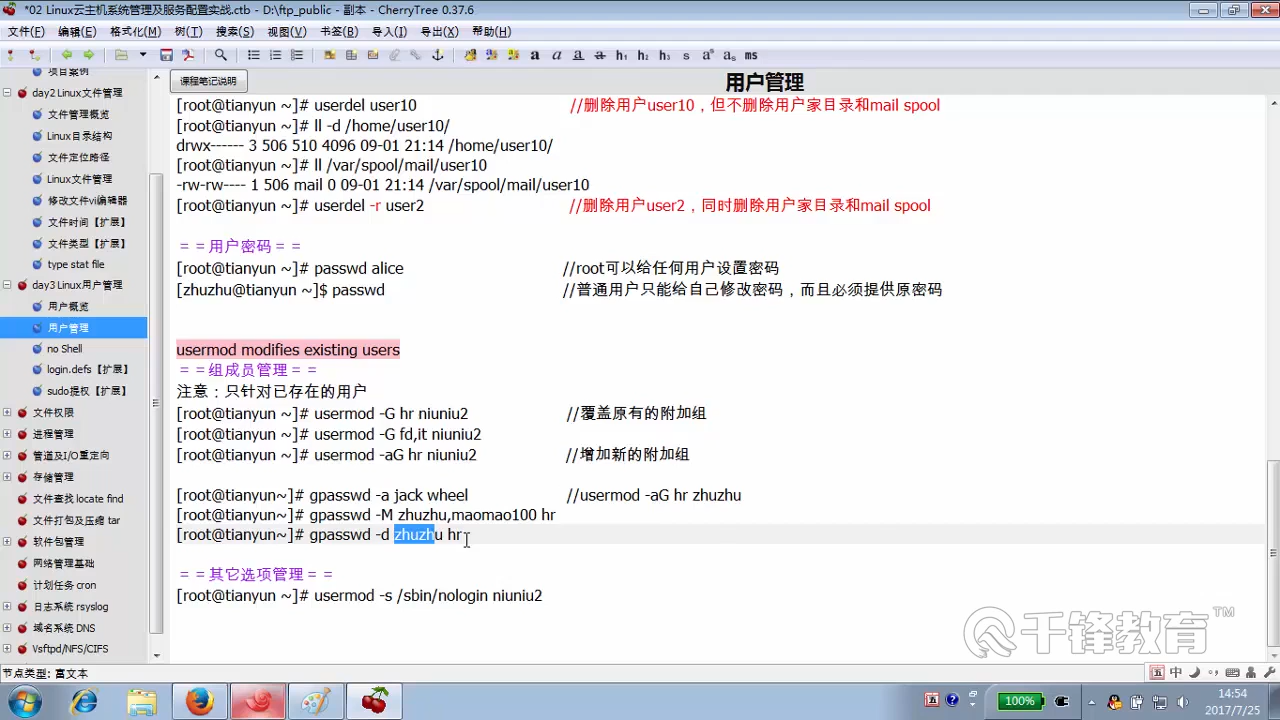 *02 Linux云主机系统管理及服务配置实战.ctb - D:\ftp_public - 副本 - CherryTree 0.37.6
文件(F) 编辑(E) 格式化(M) 树(T) 搜索(S) 视图(V) 书签(B) 导入(I) 导出(X) 帮助(H)
a a a a h1 h2 h3 s aˢ aₛ ms
项目案例
day2 Linux文件管理
文件管理概览
Linux目录结构
文件定位路径
Linux文件管理
修改文件vi编辑器
文件时间【扩展】
文件类型【扩展】
type stat file
day3 Linux用户管理
用户概览
用户管理
no Shell
login.defs【扩展】
sudo提权【扩展】
文件权限
进程管理
管道及I/O重定向
存储管理
文件查找 locate find
文件打包及压缩 tar
软件包管理
网络管理基础
计划任务 cron
日志系统 rsyslog
域名系统 DNS
Vsftpd/NFS/CIFS
课程笔记说明
用户管理
[root@tianyun ~]# userdel user10 //删除用户user10，但不删除用户家目录和mail spool
[root@tianyun ~]# ll -d /home/user10/
drwx------ 3 506 510 4096 09-01 21:14 /home/user10/
[root@tianyun ~]# ll /var/spool/mail/user10
-rw-rw---- 1 506 mail 0 09-01 21:14 /var/spool/mail/user10
[root@tianyun ~]# userdel -r user2 //删除用户user2，同时删除用户家目录和mail spool
==用户密码==
[root@tianyun ~]# passwd alice //root可以给任何用户设置密码
[zhuzhu@tianyun ~]$ passwd //普通用户只能给自己修改密码，而且必须提供原密码
usermod modifies existing users
==组成员管理==
注意：只针对已存在的用户
[root@tianyun ~]# usermod -G hr niuniu2 //覆盖原有的附加组
[root@tianyun ~]# usermod -G fd,it niuniu2
[root@tianyun ~]# usermod -aG hr niuniu2 //增加新的附加组
[root@tianyun~]# gpasswd -a jack wheel //usermod -aG hr zhuzhu
[root@tianyun~]# gpasswd -M zhuzhu,maomao100 hr
[root@tianyun~]# gpasswd -d zhuzhu hr
==其它选项管理==
[root@tianyun ~]# usermod -s /sbin/nologin niuniu2
千锋教育™
节点类型: 富文本
五 中
五 100% 14:54
2017/7/25